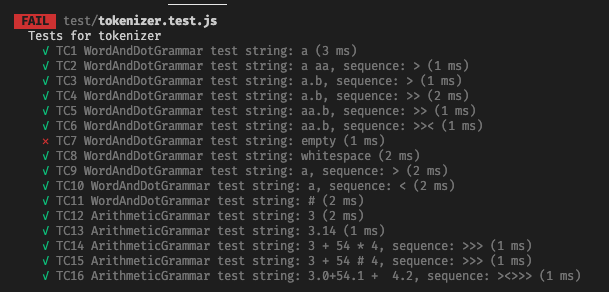 FAIL test/tokenizer.test.js
Tests for tokenizer
√ TC1 WordAndDotGrammar test string: a (3 ms)
√ TC2 WordAndDotGrammar test string: a aa, sequence: > (1 ms)
√ TC3 WordAndDotGrammar test string: a.b, sequence: > (1 ms)
√ TC4 WordAndDotGrammar test string: a.b, sequence: >> (2 ms)
√ TC5 WordAndDotGrammar test string: aa.b, sequence: >> (1 ms)
√ TC6 WordAndDotGrammar test string: aa.b, sequence: >>< (1 ms)
× TC7 WordAndDotGrammar test string: empty (1 ms)
√ TC8 WordAndDotGrammar test string: whitespace (2 ms)
√ TC9 WordAndDotGrammar test string: a, sequence: > (2 ms)
√ TC10 WordAndDotGrammar test string: a, sequence: < (2 ms)
√ TC11 WordAndDotGrammar test string: # (2 ms)
√ TC12 ArithmeticGrammar test string: 3 (2 ms)
√ TC13 ArithmeticGrammar test string: 3.14 (1 ms)
√ TC14 ArithmeticGrammar test string: 3 + 54 * 4, sequence: >>> (1 ms)
√ TC15 ArithmeticGrammar test string: 3 + 54 # 4, sequence: >>> (1 ms)
√ TC16 ArithmeticGrammar test string: 3.0+54.1 +  4.2, sequence: ><>>> (1 ms)